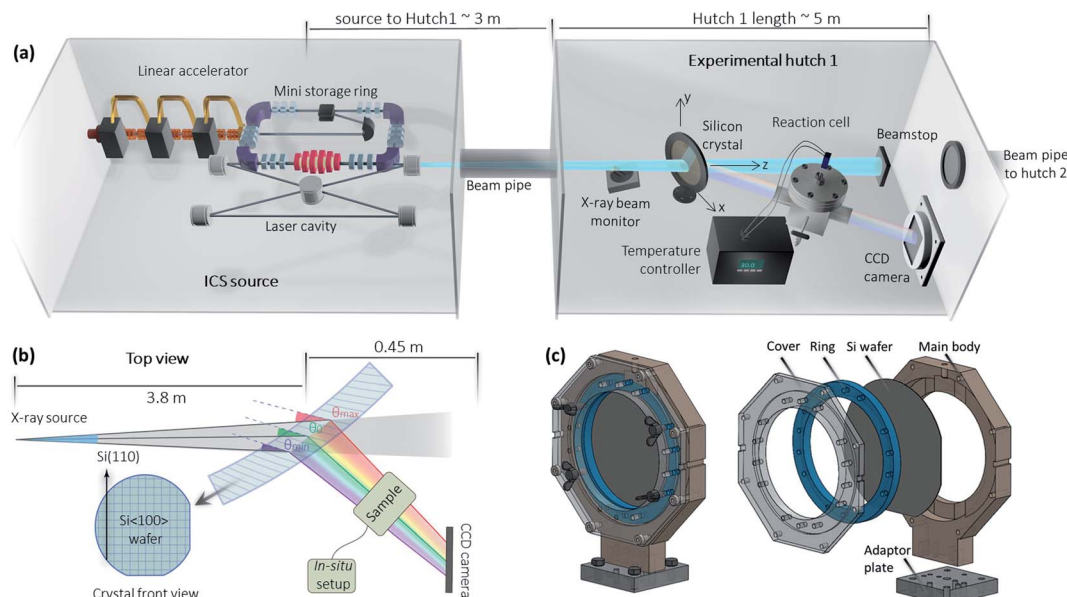 source to Hutch1 ~ 3 m
Hutch 1 length ~ 5 m
(a)
Linear accelerator
Mini storage ring
Beam pipe
Laser cavity
ICS source
Experimental hutch 1
y
Silicon
crystal
z
x
X-ray beam
monitor
Reaction cell
Beamstop
Temperature
controller
30.0
CCD
camera
Beam pipe
to hutch 2
(b)
Top view
0.45 m
3.8 m
X-ray source
θmax
θ0
θmin
Si(110)
Si<100>
wafer
Crystal front view
Sample
In-situ
setup
CCD camera
(c)
Cover
Ring
Si wafer
Main body
Adaptor
plate